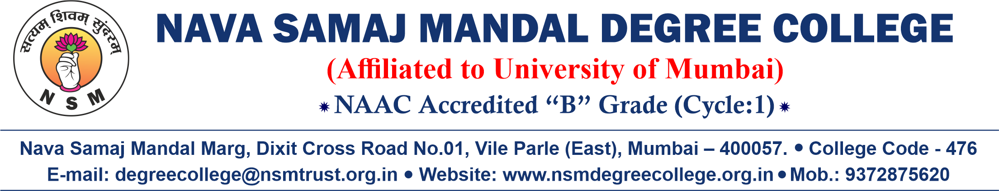 सत्यम् शिवम् सुंदरम्
NSM
NAVA SAMAJ MANDAL DEGREE COLLEGE
(Affiliated to University of Mumbai)
NAAC Accredited “B” Grade (Cycle:1)
Nava Samaj Mandal Marg, Dixit Cross Road No.01, Vile Parle (East), Mumbai – 400057. • College Code - 476
E-mail: degreecollege@nsmtrust.org.in • Website: www.nsmdegreecollege.org.in • Mob.: 9372875620